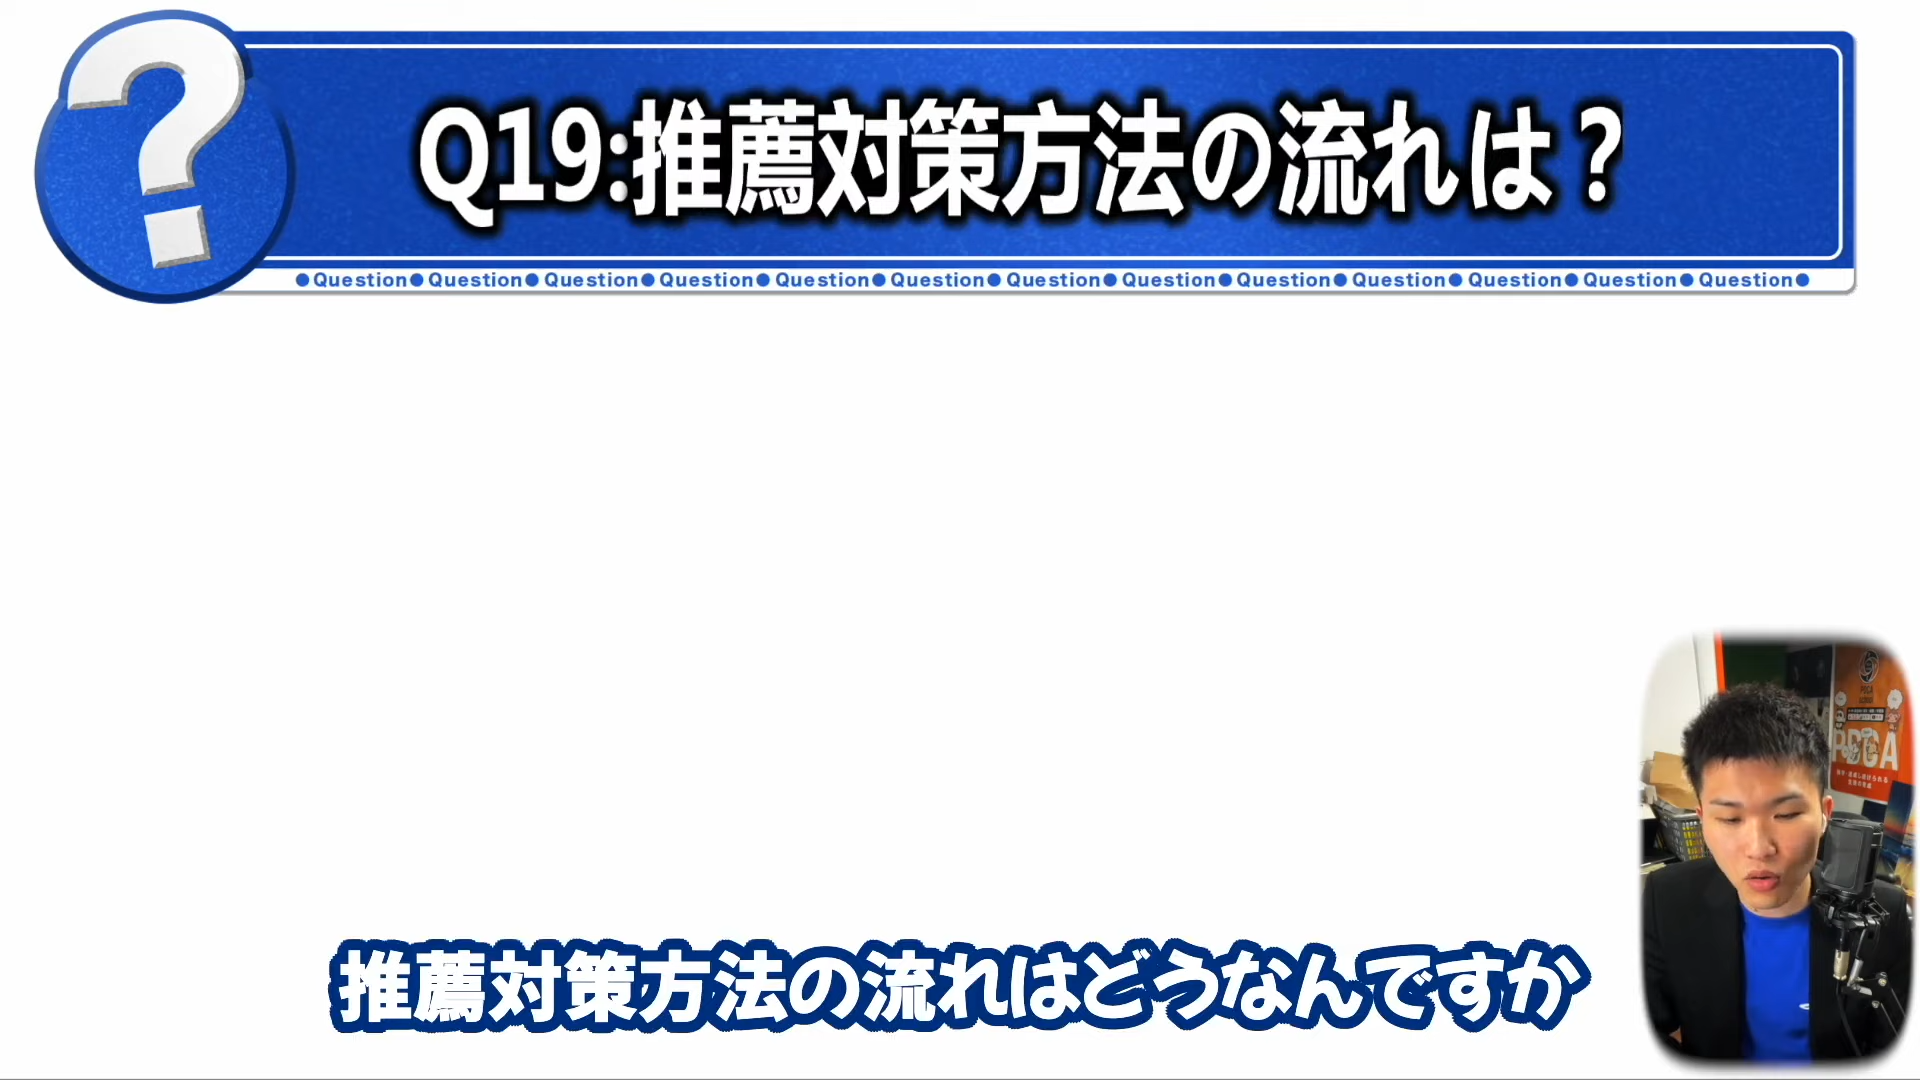 ?
Q19:推薦対策方法の流れは？
●Question●Question●Question●Question●Question●Question●Question●Question●Question●Question●Question●Question●Question●
PDCA
推薦対策方法の流れはどうなんですか